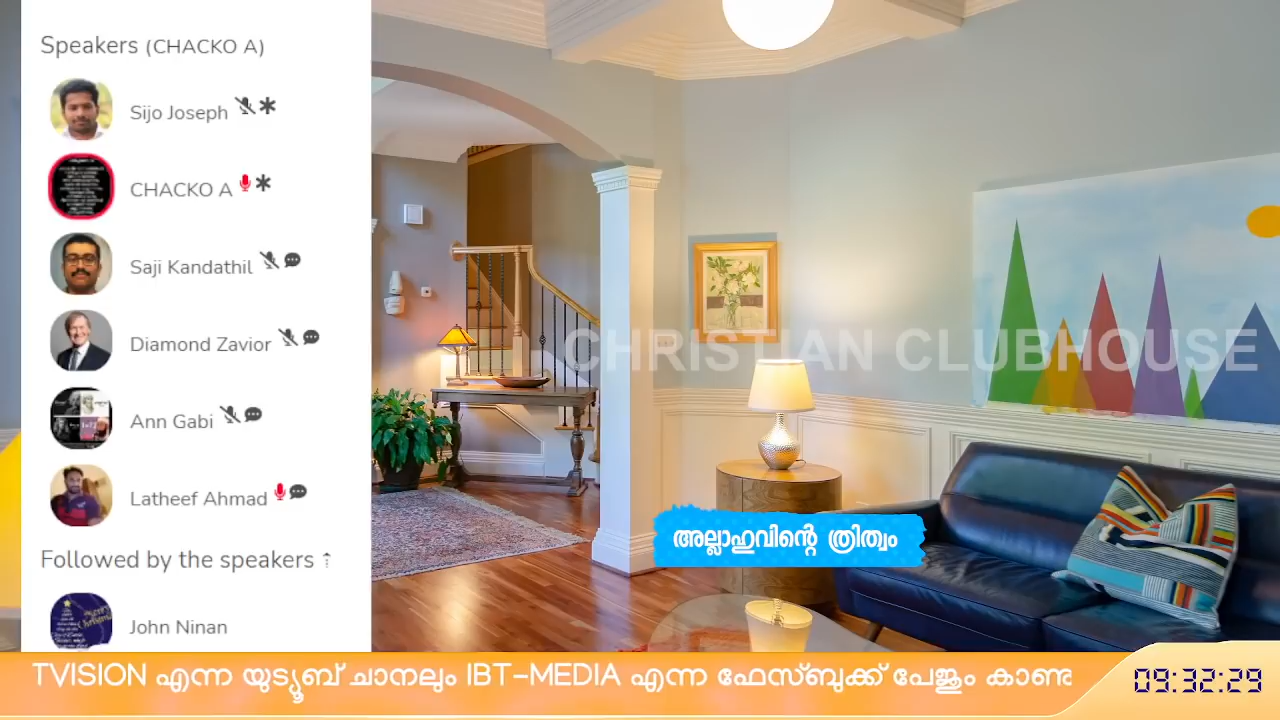 Speakers (CHACKO A)
Sijo Joseph
CHACKO A
Saji Kandathil
Diamond Zavior
Ann Gabi
Latheef Ahmad
Followed by the speakers ⇡
John Ninan
CHRISTIAN CLUBHOUSE
അല്ലാഹുവിന്റെ ത്രിത്വം
TVISION എന്ന യുട്യൂബ് ചാനലും IBT-MEDIA എന്ന ഫേസ്ബുക്ക് പേജും കാണു
09:32:29